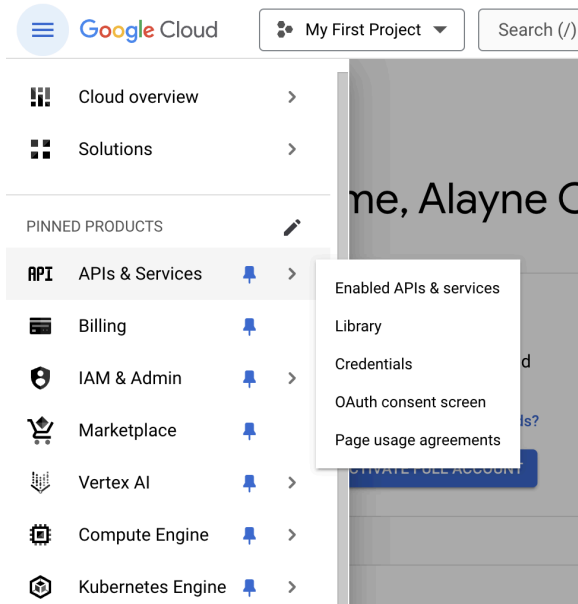 Google Cloud
My First Project
Search (/)
Cloud overview
Solutions
me, Alayne
PINNED PRODUCTS
API APIs & Services
Enabled APIs & services
Billing
Library
Credentials
IAM & Admin
OAuth consent screen
Marketplace
ds?
Page usage agreements
ACTIVATE FULL ACCOUNT
Vertex AI
Compute Engine
Kubernetes Engine